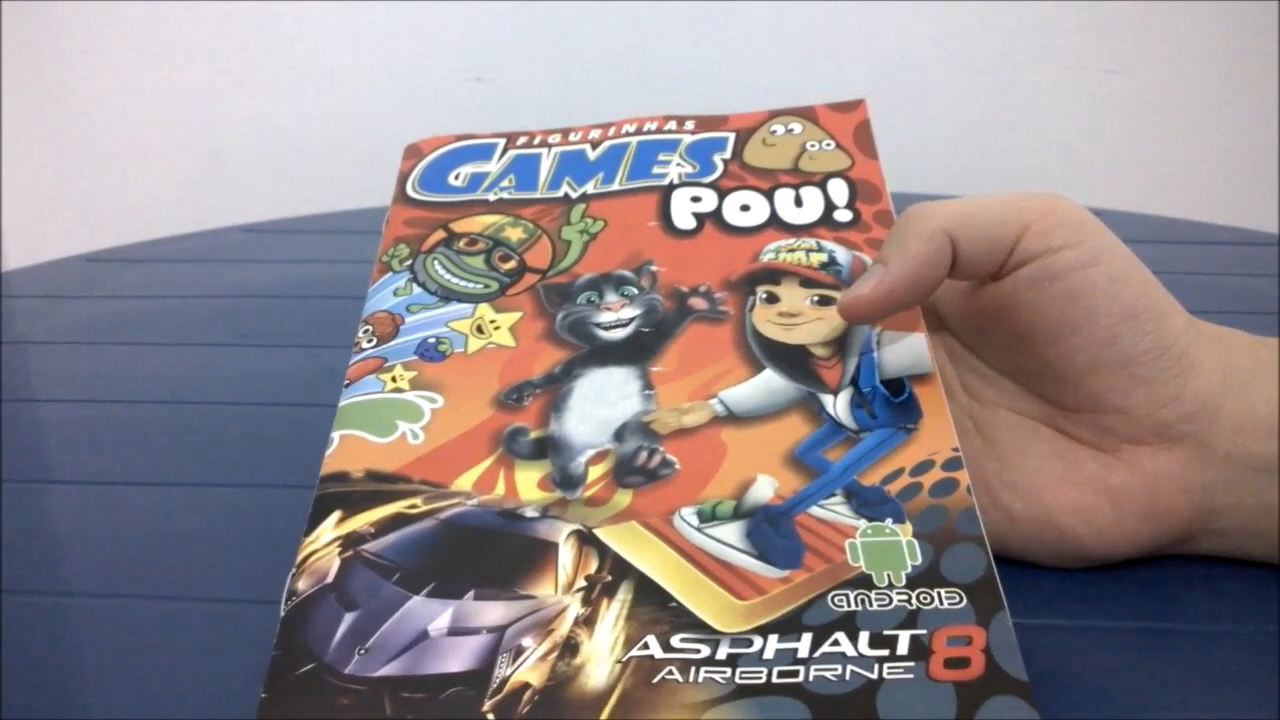 FIGURINHAS
GAMES
POU!
ANDROID
ASPHALT 8
AIRBORNE